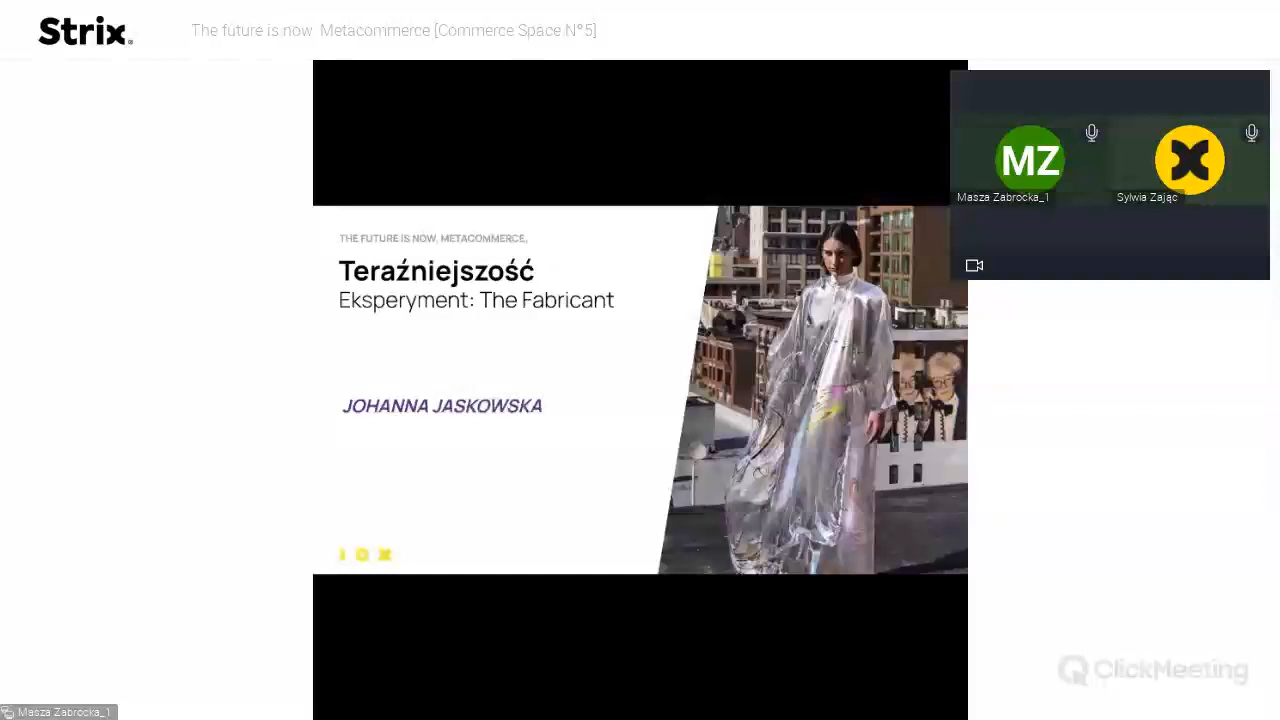 Strix
The future is now Metacommerce [Commerce Space N°5]
MZ
Masza Zabrocka_1
Sylwia Zając
THE FUTURE IS NOW, METACOMMERCE,
Teraźniejszość
Eksperyment: The Fabricant
JOHANNA JASKOWSKA
ClickMeeting
Masza Zabrocka_1